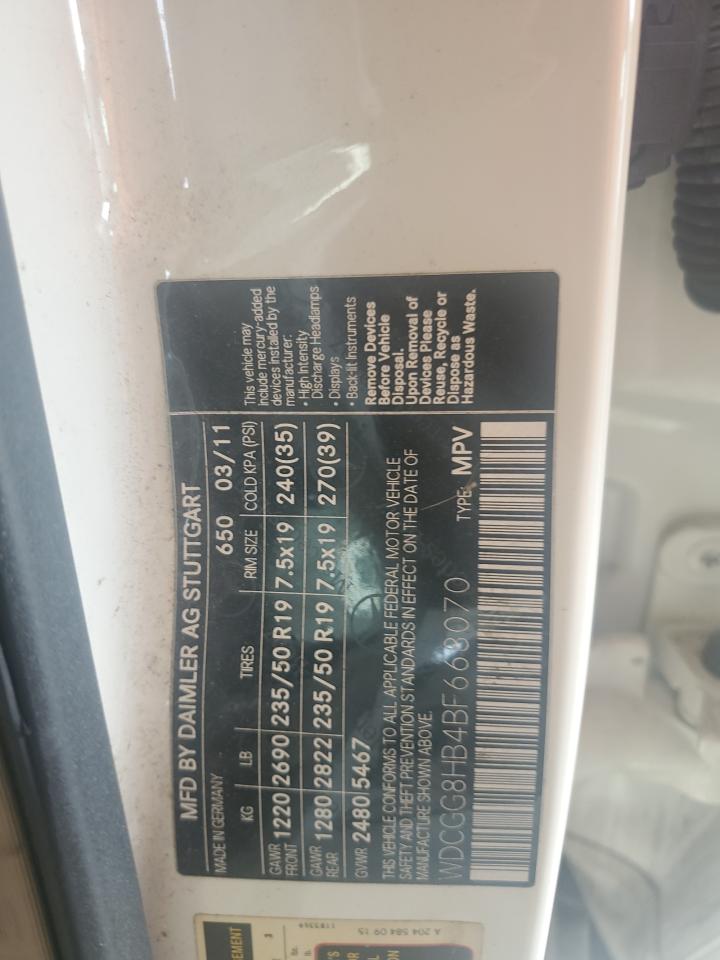 MFD BY DAIMLER AG STUTTGART
MADE IN GERMANY 650 03/11
KG LB TIRES RIM SIZE COLD KPA (PSI)
GAWR FRONT 1220 2690 235/50 R19 7.5x19 240(35)
GAWR REAR 1280 2822 235/50 R19 7.5x19 270(39)
GVWR 2480 5467
THIS VEHICLE CONFORMS TO ALL APPLICABLE FEDERAL MOTOR VEHICLE
SAFETY AND THEFT PREVENTION STANDARDS IN EFFECT ON THE DATE OF
MANUFACTURE SHOWN ABOVE.
WDCGG8HB4BF663070 TYPE: MPV
This vehicle may
include mercury-added
devices installed by the
manufacturer:
• High Intensity
Discharge Headlamps
• Displays
• Back-lit Instruments
Remove Devices
Before Vehicle
Disposal.
Upon Removal of
Devices Please
Reuse, Recycle or
Dispose as
Hazardous Waste.
A 204 584 09 15